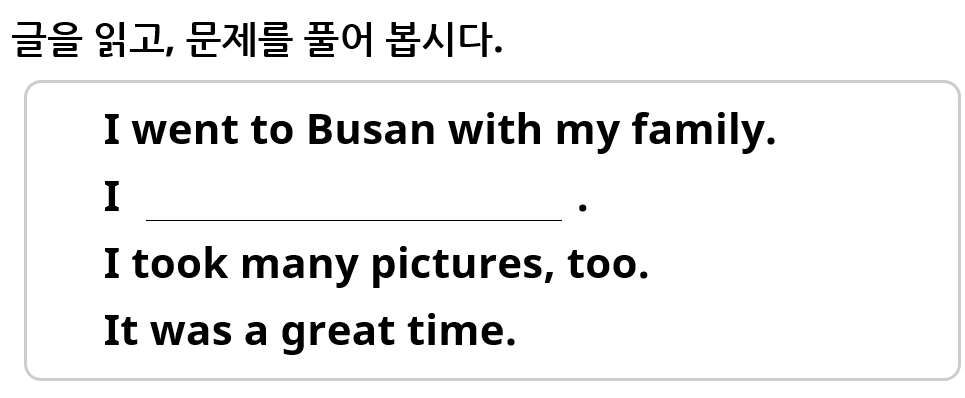 글을 읽고, 문제를 풀어 봅시다.
I went to Busan with my family.
I ____________________ .
I took many pictures, too.
It was a great time.